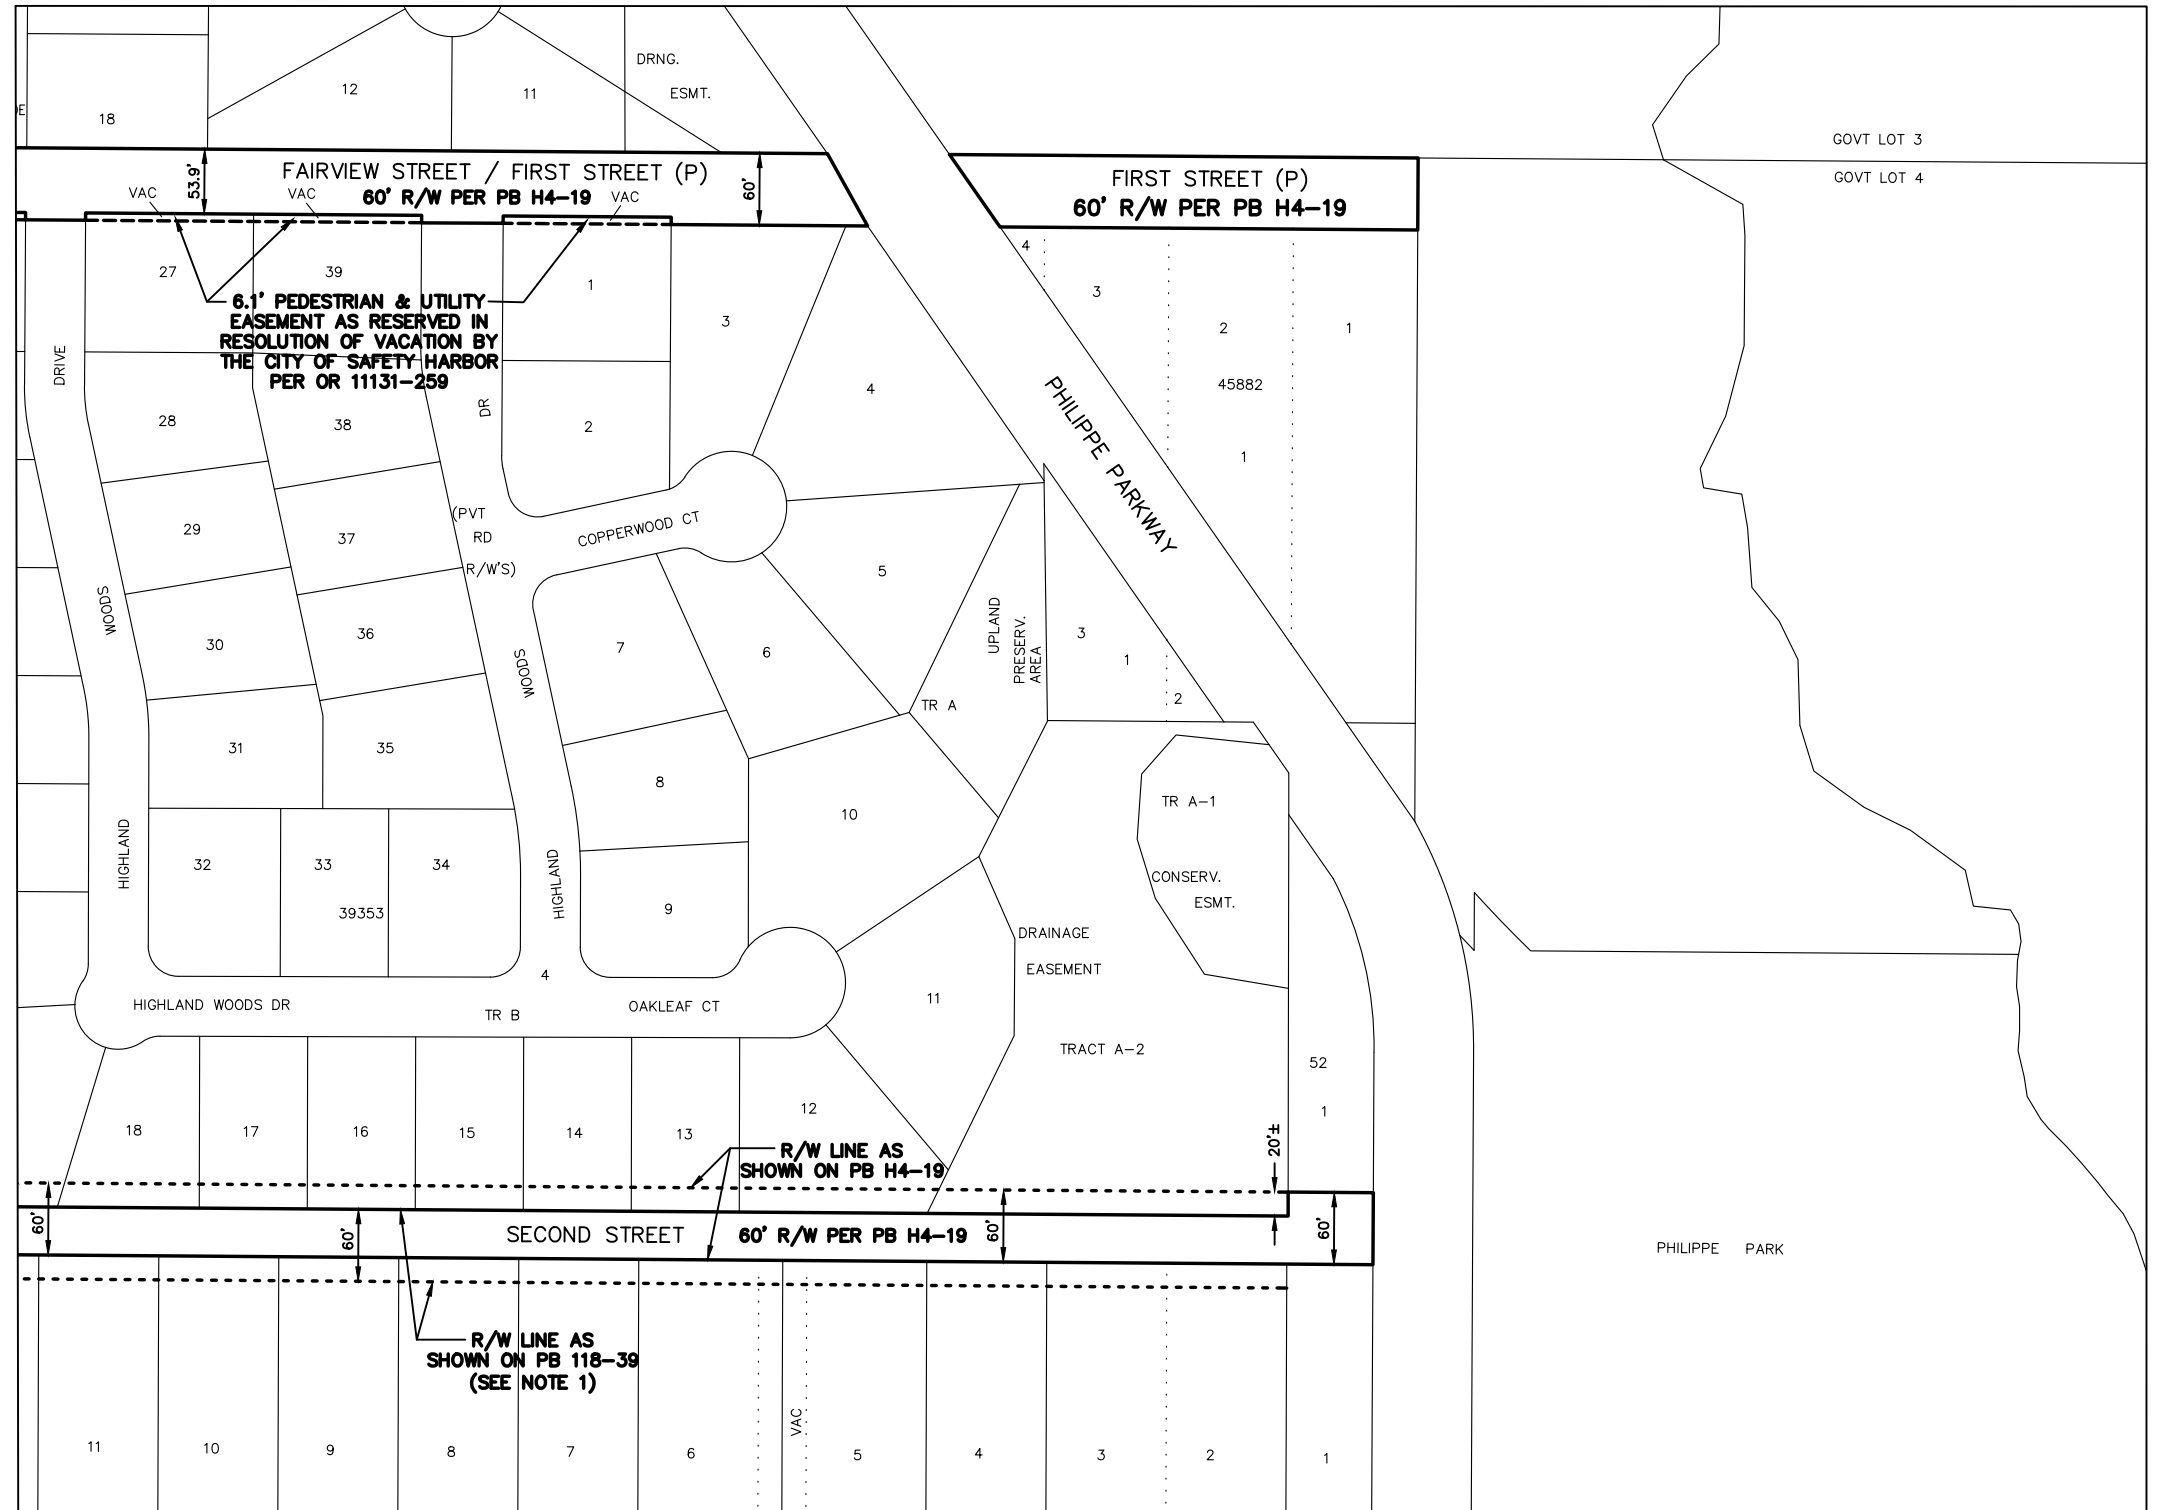 DRNG.
ESMT.
12
11
18
GOVT LOT 3
GOVT LOT 4
FAIRVIEW STREET / FIRST STREET (P)
60' R/W PER PB H4-19
53.9'
60'
VAC
VAC
VAC
FIRST STREET (P)
60' R/W PER PB H4-19
27
39
1
3
4
4
3
2
1
45882
1
6.1' PEDESTRIAN & UTILITY
EASEMENT AS RESERVED IN
RESOLUTION OF VACATION BY
THE CITY OF SAFETY HARBOR
PER OR 11131-259
DRIVE
DR
28
38
2
PHILIPPE PARKWAY
29
37
(PVT
RD
R/W'S)
COPPERWOOD CT
5
WOODS
30
36
WOODS
7
6
UPLAND
PRESERV.
AREA
3
1
2
TR A
31
35
8
10
TR A-1
HIGHLAND
32
33
34
39353
HIGHLAND
9
CONSERV.
ESMT.
DRAINAGE
EASEMENT
4
HIGHLAND WOODS DR
TR B
OAKLEAF CT
11
TRACT A-2
52
1
18
17
16
15
14
13
12
R/W LINE AS
SHOWN ON PB H4-19
20'±
60'
60'
SECOND STREET
60' R/W PER PB H4-19
60'
60'
PHILIPPE PARK
R/W LINE AS
SHOWN ON PB 118-39
(SEE NOTE 1)
VAC
11
10
9
8
7
6
5
4
3
2
1